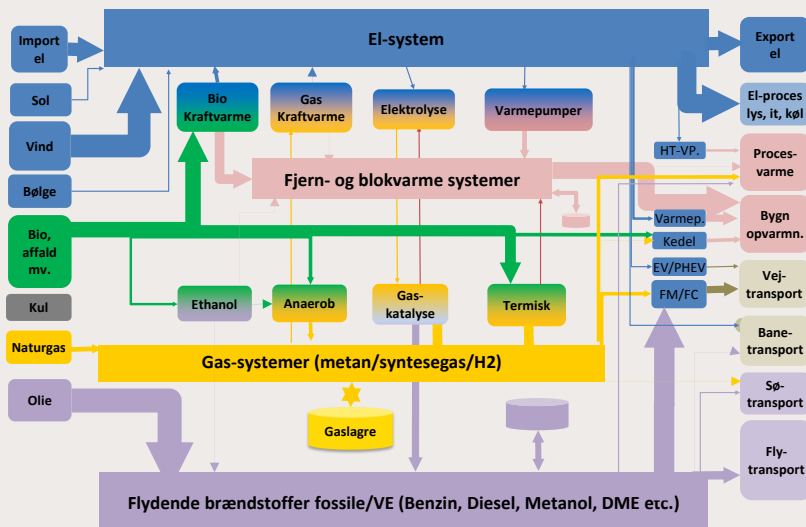 Import
el
Sol
Vind
Bølge
Bio,
affald
mv.
Kul
Naturgas
Olie
El-system
Bio
Kraftvarme
Gas
Kraftvarme
Elektrolyse
Varmepumper
Fjern- og blokvarme systemer
Ethanol
Anaerob
Gas-
katalyse
Termisk
Gas-systemer (metan/syntesegas/H2)
Gaslagre
Flydende brændstoffer fossile/VE (Benzin, Diesel, Metanol, DME etc.)
HT-VP.
Varmep.
Kedel
EV/PHEV
FM/FC
Export
el
El-proces
lys, it, køl
Proces-
varme
Bygn
opvarmn.
Vej-
transport
Bane-
transport
Sø-
transport
Fly-
transport